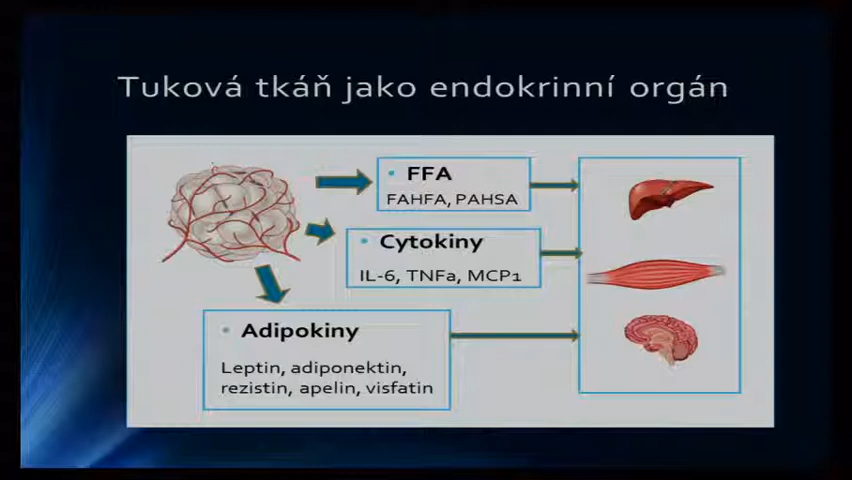 Tuková tkáň jako endokrinní orgán
• FFA
FAHFA, PAHSA
• Cytokiny
IL-6, TNFa, MCP1
• Adipokiny
Leptin, adiponektin,
rezistin, apelin, visfatin